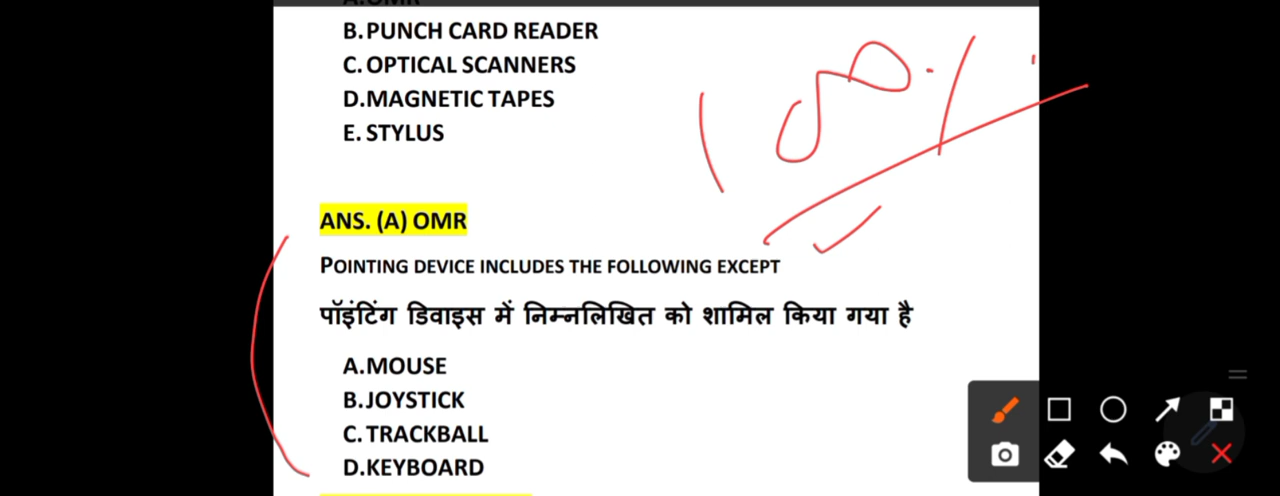 A.OMR
B.PUNCH CARD READER
C.OPTICAL SCANNERS
D.MAGNETIC TAPES
E. STYLUS
100%
ANS. (A) OMR
POINTING DEVICE INCLUDES THE FOLLOWING EXCEPT
पॉइंटिंग डिवाइस में निम्नलिखित को शामिल किया गया है
A.MOUSE
B.JOYSTICK
C.TRACKBALL
D.KEYBOARD